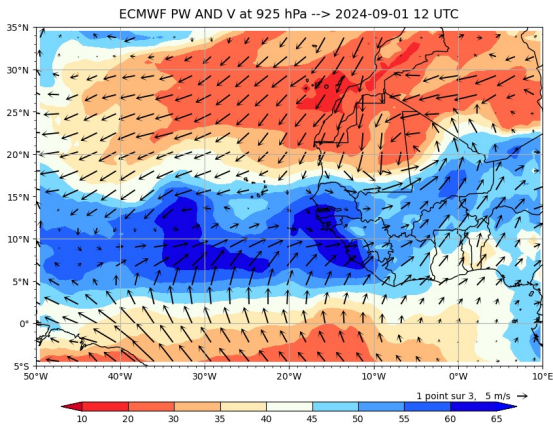 ECMWF PW AND V at 925 hPa --> 2024-09-01 12 UTC
35°N
30°N
25°N
20°N
15°N
10°N
5°N
0°
5°S
50°W 40°W 30°W 20°W 10°W 0°W 10°E
1 point sur 3, 5 m/s
10 20 30 35 40 45 50 55 60 65